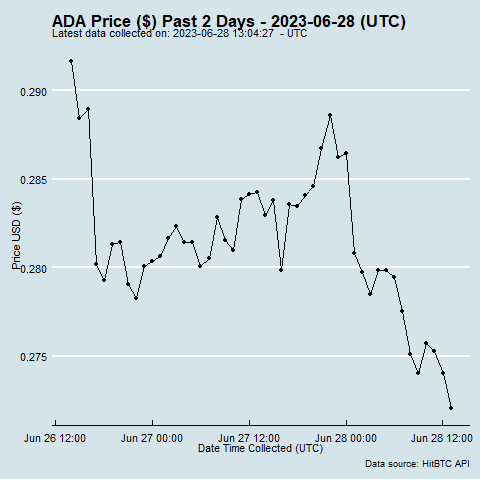 ADA Price ($) Past 2 Days - 2023-06-28 (UTC)
Latest data collected on: 2023-06-28 13:04:27  - UTC
0.290
0.285
0.280
0.275
Price USD ($)
Jun 26 12:00
Jun 27 00:00
Jun 27 12:00
Jun 28 00:00
Jun 28 12:00
Date Time Collected (UTC)
Data source: HitBTC API